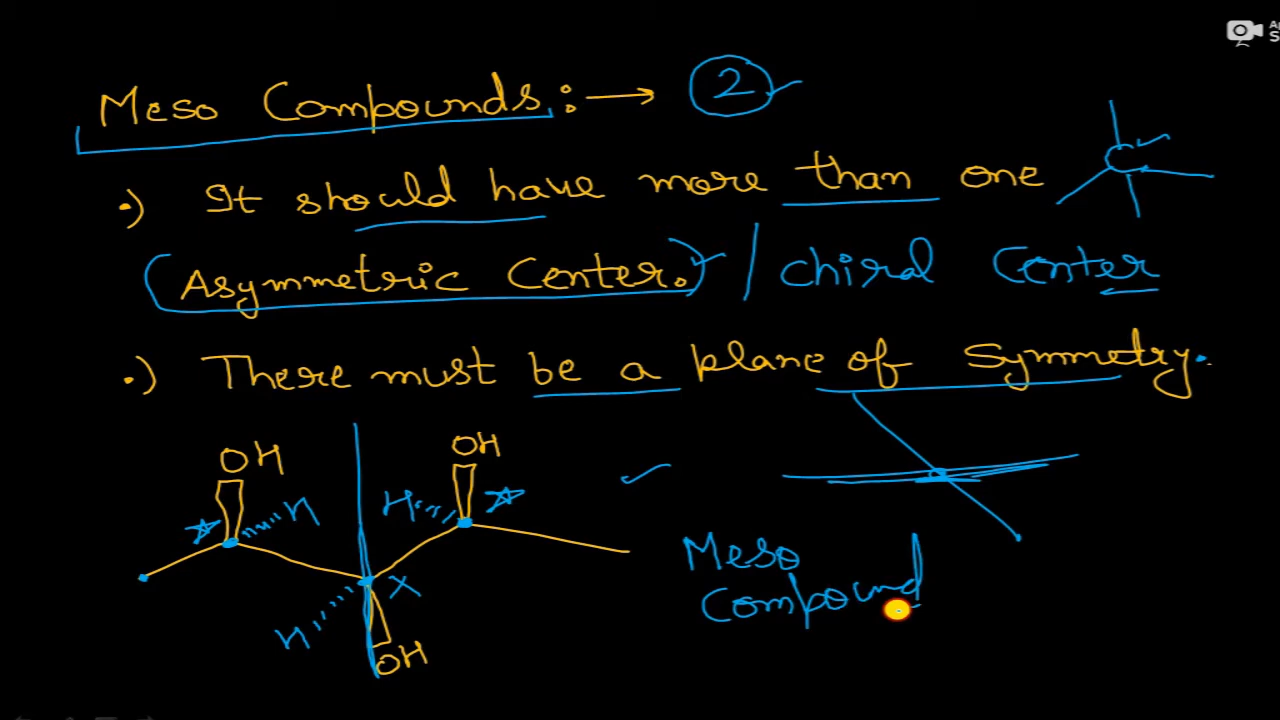 Meso Compounds :→ 2
•) It should have more than one
(Asymmetric Center.) / Chiral Center
•) There must be a plane of Symmetry.
OH OH
H H
X
H
OH
Meso
Compound